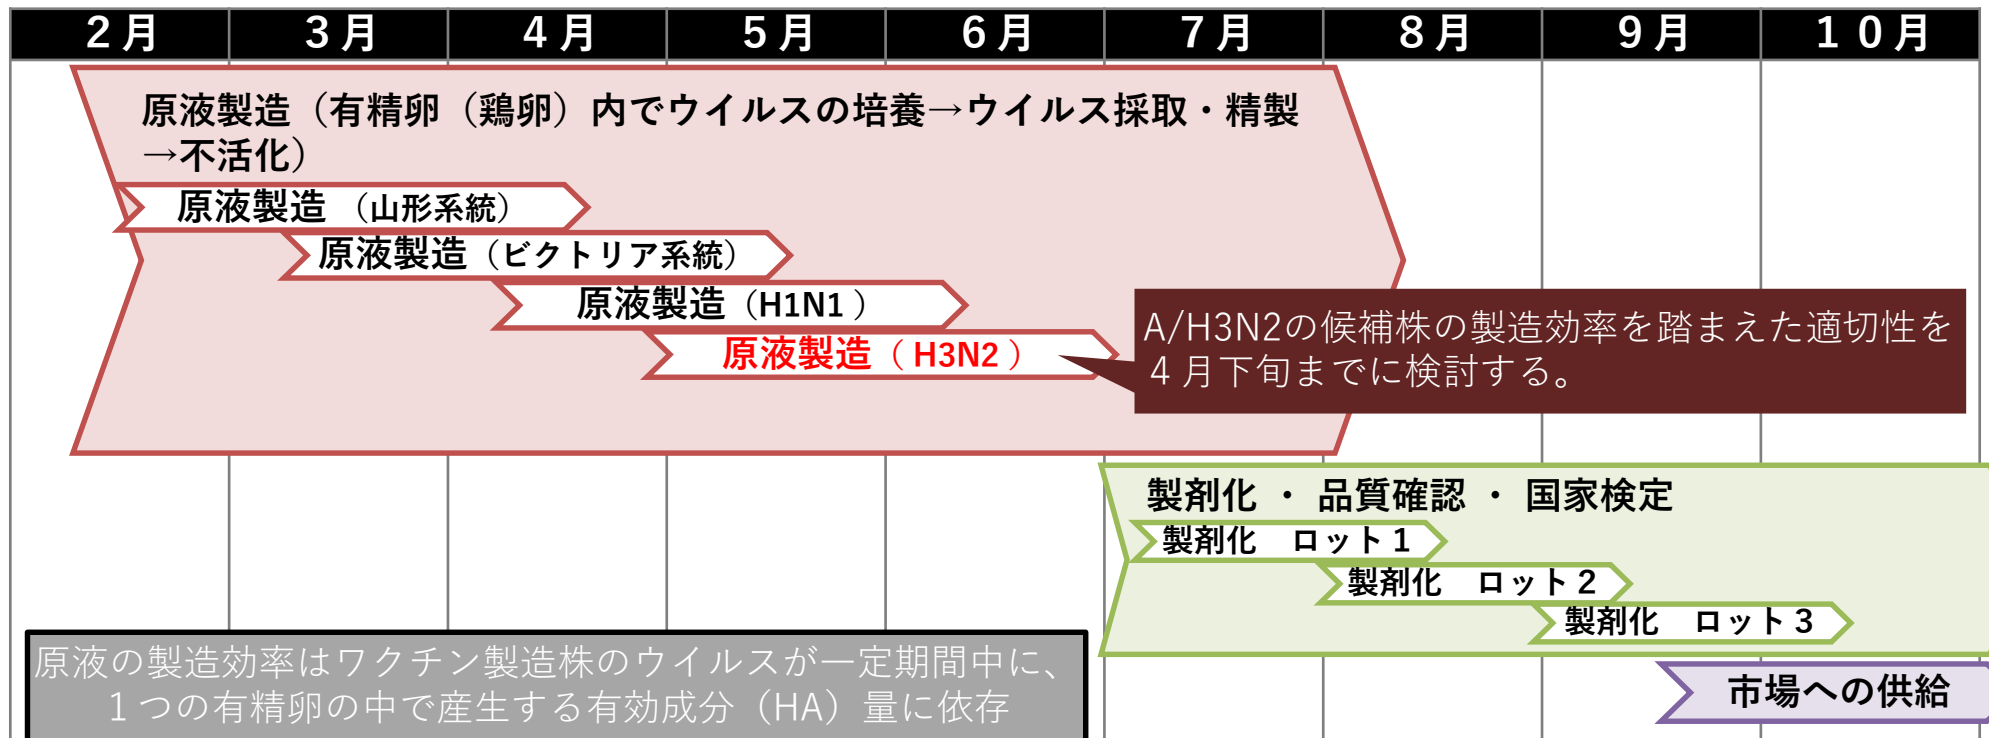 2月 3月 4月 5月 6月 7月 8月 9月 10月
原液製造（有精卵（鶏卵）内でウイルスの培養→ウイルス採取・精製
→不活化）
原液製造（山形系統）
原液製造（ビクトリア系統）
原液製造（H1N1）
原液製造（H3N2）
A/H3N2の候補株の製造効率を踏まえた適切性を
４月下旬までに検討する。
製剤化 ・ 品質確認 ・ 国家検定
製剤化　ロット１
製剤化　ロット２
製剤化　ロット３
市場への供給
原液の製造効率はワクチン製造株のウイルスが一定期間中に、
１つの有精卵の中で産生する有効成分（HA）量に依存